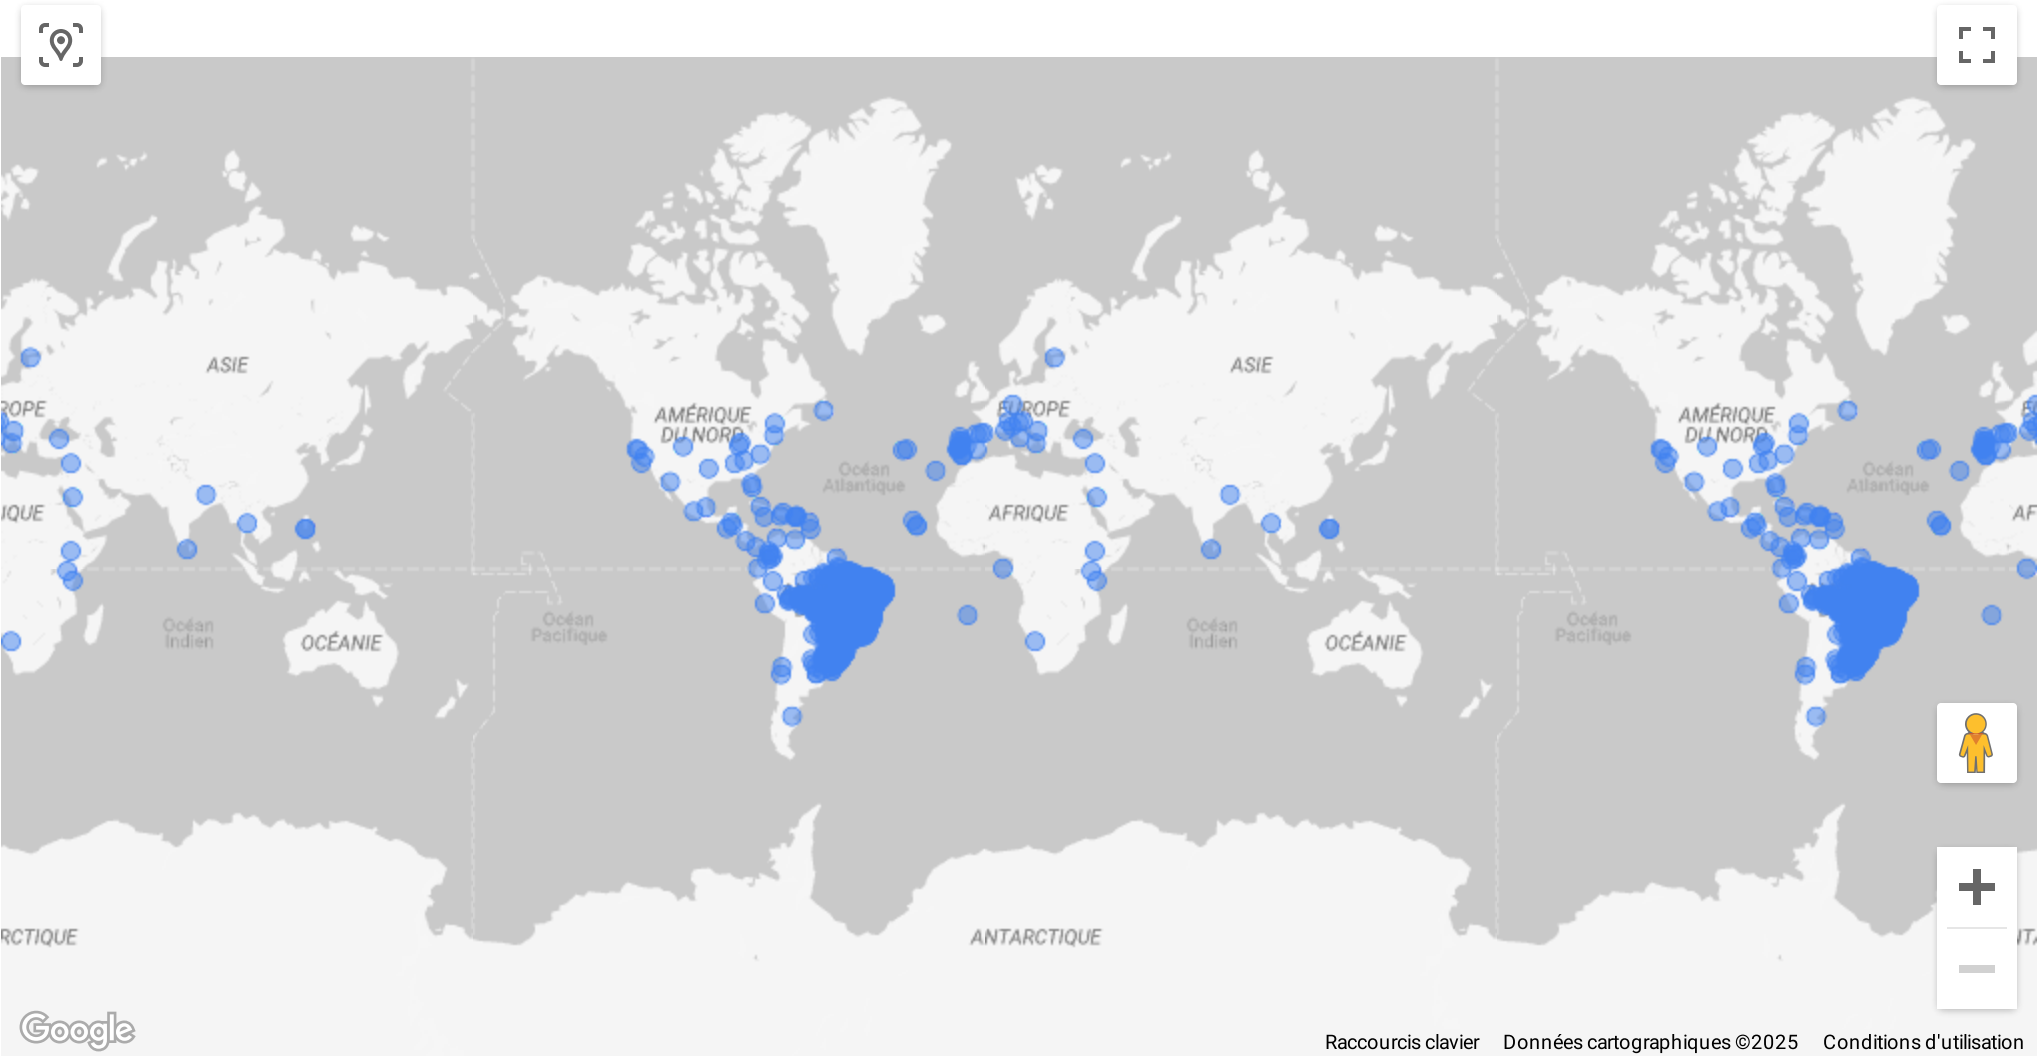 ASIE
ASIE
ROPE
EUROPE
AMÉRIQUE
DU NORD
AMÉRIQUE
DU NORD
Océan
Atlantique
Océan
Atlantique
IQUE
AFRIQUE
AF
Océan
Indien
OCÉANIE
Océan
Pacifique
Océan
Indien
OCÉANIE
Océan
Pacifique
RCTIQUE
ANTARCTIQUE
Google
Raccourcis clavier
Données cartographiques ©2025
Conditions d'utilisation